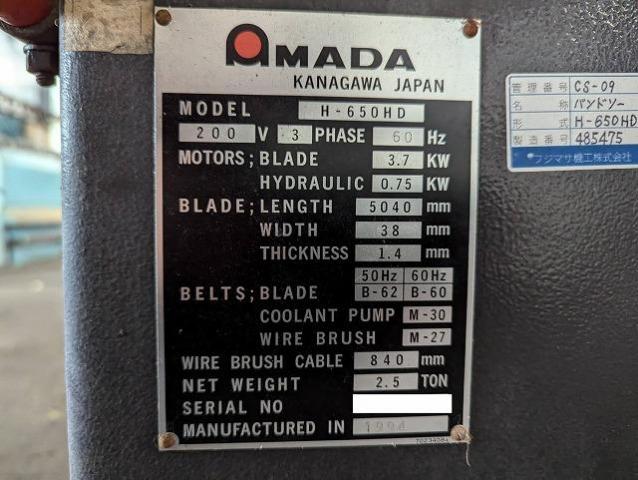 AMADA
KANAGAWA JAPAN
MODEL H-650HD
200 V 3 PHASE 60 Hz
MOTORS; BLADE 3.7 KW
HYDRAULIC 0.75 KW
BLADE; LENGTH 5040 mm
WIDTH 38 mm
THICKNESS 1.4 mm
50Hz 60Hz
BELTS; BLADE B-62 B-60
COOLANT PUMP M-30
WIRE BRUSH M-27
WIRE BRUSH CABLE 840 mm
NET WEIGHT 2.5 TON
SERIAL NO
MANUFACTURED IN 1994
管理番号 CS-09
名称 バンドソー
形式 H-650HD
製造番号 485475
フジマサ機工株式会社